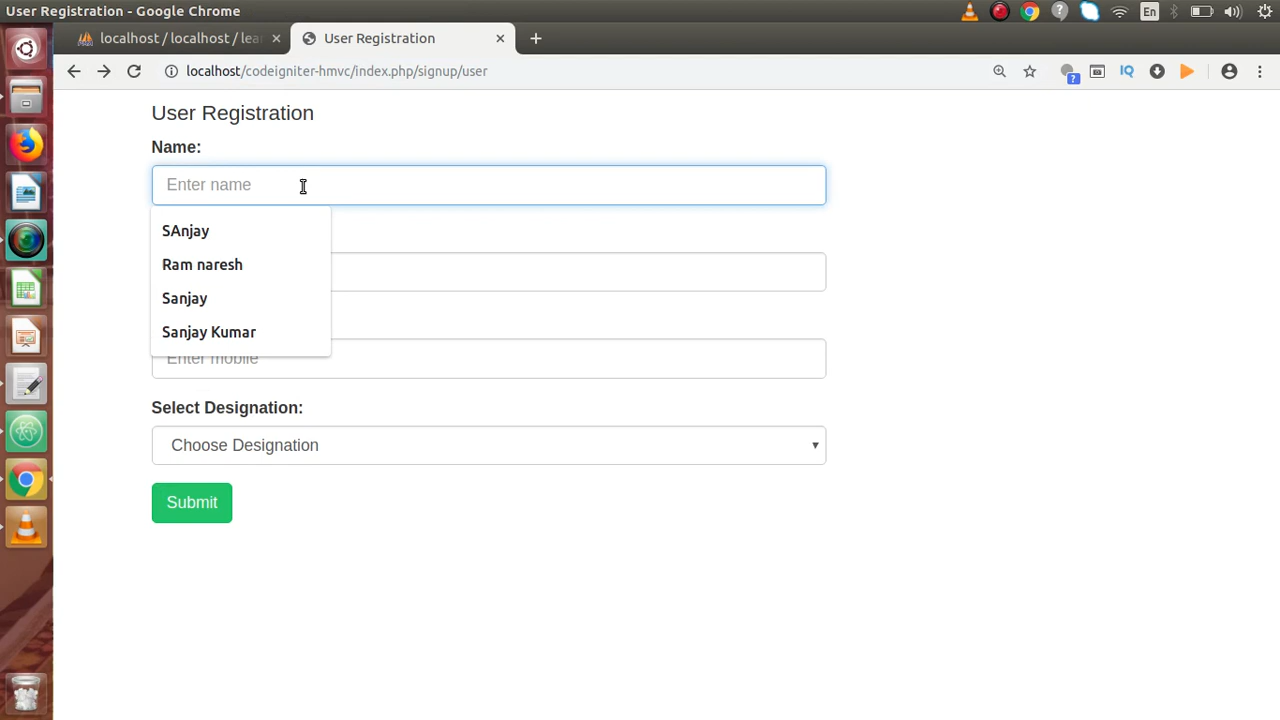 User Registration - Google Chrome
En
localhost / localhost / lea
User Registration
localhost/codeigniter-hmvc/index.php/signup/user
?
IQ
User Registration
Name:
Enter name
SAnjay
Ram naresh
Sanjay
Sanjay Kumar
Enter mobile
Select Designation:
Choose Designation
Submit